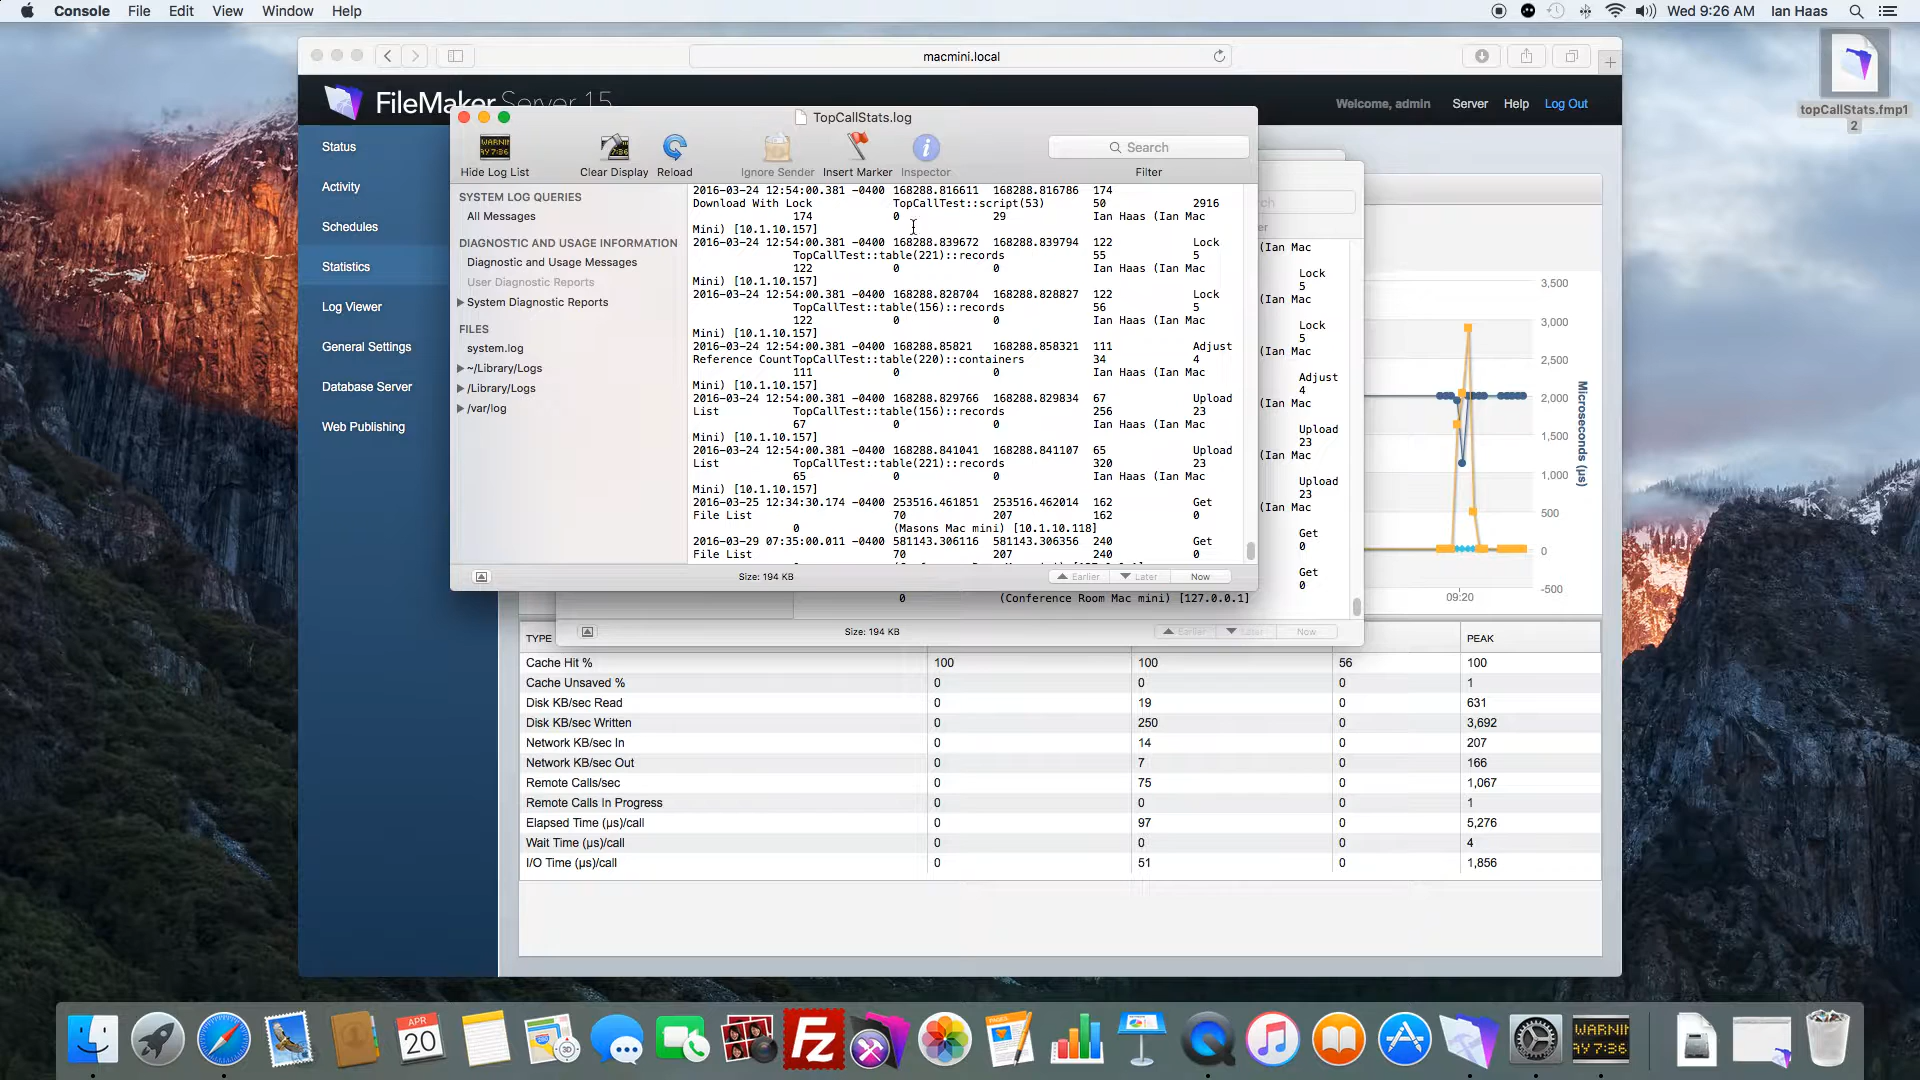 Console File Edit View Window Help
Wed 9:26 AM Ian Haas
macmini.local
topCallStats.fmp1
2
FileMaker Server 15
Welcome, admin Server Help Log Out
Status
Activity
Schedules
Statistics
Log Viewer
General Settings
Database Server
Web Publishing
TopCallStats.log
WARNIN
AY 7:36
Hide Log List Clear Display Reload Ignore Sender Insert Marker Inspector Filter
Search
SYSTEM LOG QUERIES
All Messages
DIAGNOSTIC AND USAGE INFORMATION
Diagnostic and Usage Messages
User Diagnostic Reports
System Diagnostic Reports
FILES
system.log
~/Library/Logs
/Library/Logs
/var/log
2016-03-24 12:54:00.381 -0400 168288.816611 168288.816786 174
Download With Lock TopCallTest::script(53) 50 2916
174 0 29 Ian Haas (Ian Mac
Mini) [10.1.10.157]
2016-03-24 12:54:00.381 -0400 168288.839672 168288.839794 122 Lock
TopCallTest::table(221)::records 55 5
122 0 0 Ian Haas (Ian Mac
Mini) [10.1.10.157]
2016-03-24 12:54:00.381 -0400 168288.828704 168288.828827 122 Lock
TopCallTest::table(156)::records 56 5
122 0 0 Ian Haas (Ian Mac
Mini) [10.1.10.157]
2016-03-24 12:54:00.381 -0400 168288.85821 168288.858321 111 Adjust
Reference CountTopCallTest::table(220)::containers 34 4
111 0 0 Ian Haas (Ian Mac
Mini) [10.1.10.157]
2016-03-24 12:54:00.381 -0400 168288.829766 168288.829834 67 Upload
List TopCallTest::table(156)::records 256 23
67 0 0 Ian Haas (Ian Mac
Mini) [10.1.10.157]
2016-03-24 12:54:00.381 -0400 168288.841041 168288.841107 65 Upload
List TopCallTest::table(221)::records 320 23
65 0 0 Ian Haas (Ian Mac
Mini) [10.1.10.157]
2016-03-25 12:34:30.174 -0400 253516.461851 253516.462014 162 Get
File List 70 207 162 0
0 (Masons Mac mini) [10.1.10.118]
2016-03-29 07:35:00.011 -0400 581143.306116 581143.306356 240 Get
File List 70 207 240 0
Size: 194 KB Earlier Later Now
(Ian Mac
Lock
5
(Ian Mac
Lock
5
(Ian Mac
Adjust
4
(Ian Mac
Upload
23
(Ian Mac
Upload
23
(Ian Mac
Get
0
Get
0
0 (Conference Room Mac mini) [127.0.0.1]
Size: 194 KB Earlier Later Now
3,500
3,000
2,500
2,000
1,500
1,000
500
0
-500
Microseconds (µs)
09:20
TYPE PEAK
Cache Hit % 100 100 56 100
Cache Unsaved % 0 0 0 1
Disk KB/sec Read 0 19 0 631
Disk KB/sec Written 0 250 0 3,692
Network KB/sec In 0 14 0 207
Network KB/sec Out 0 7 0 166
Remote Calls/sec 0 75 0 1,067
Remote Calls In Progress 0 0 0 1
Elapsed Time (µs)/call 0 97 0 5,276
Wait Time (µs)/call 0 0 0 4
I/O Time (µs)/call 0 51 0 1,856
APR
20
3D
Fz
WARNIN
AY 7:36